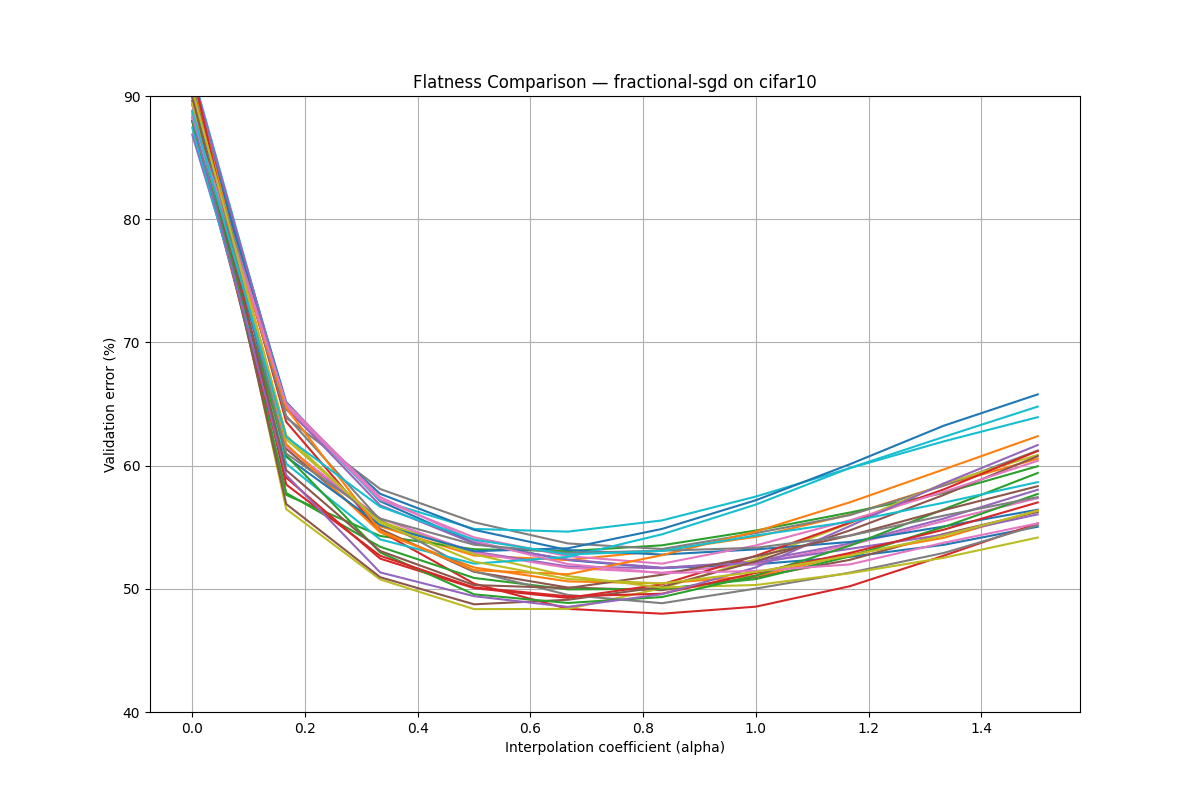 Flatness Comparison — fractional-sgd on cifar10
Validation error (%)
90
80
70
60
50
40
0.0 0.2 0.4 0.6 0.8 1.0 1.2 1.4
Interpolation coefficient (alpha)